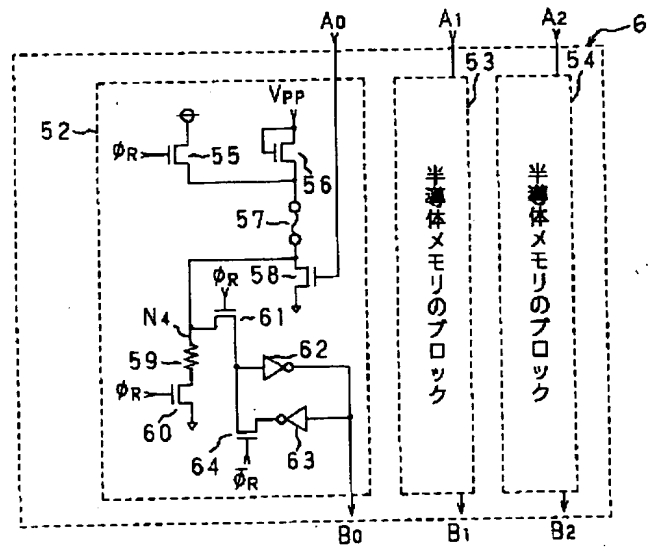 A0
A1
A2
6
53
54
52
VPP
φR
55
56
57
58
φR
61
N4
59
62
φR
60
64
63
φ̅R
半導体メモリのブロック
半導体メモリのブロック
B0
B1
B2